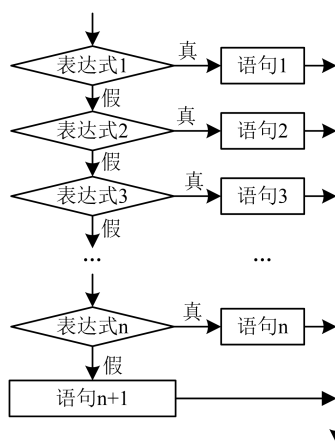 真
表达式1 语句1
假
真
表达式2 语句2
假
真
表达式3 语句3
假
... ...
真
表达式n 语句n
假
语句n+1